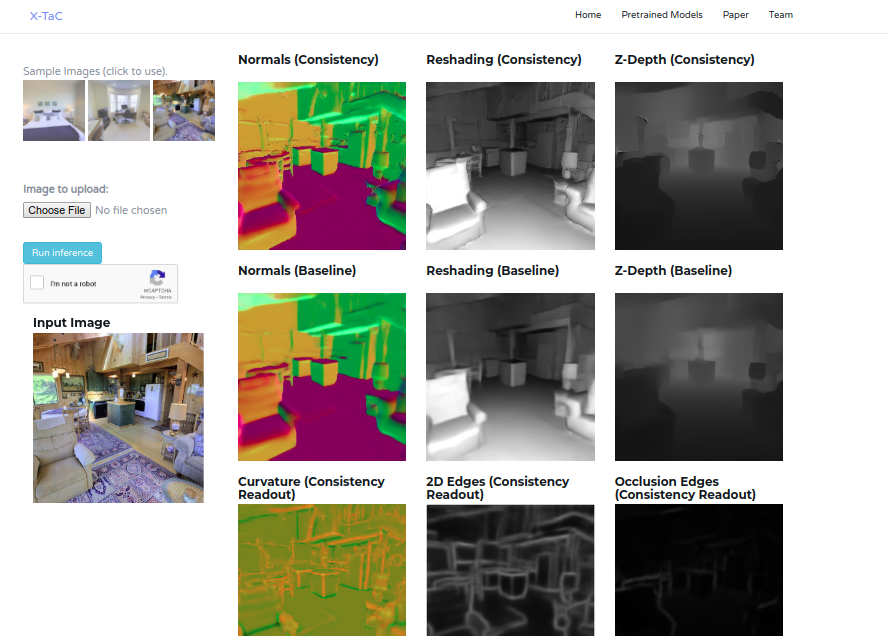 X-TaC
Home
Pretrained Models
Paper
Team
Sample Images (click to use).
Image to upload:
Choose File No file chosen
Run inference
I'm not a robot
reCAPTCHA
Privacy - Terms
Input Image
Normals (Consistency)
Reshading (Consistency)
Z-Depth (Consistency)
Normals (Baseline)
Reshading (Baseline)
Z-Depth (Baseline)
Curvature (Consistency
Readout)
2D Edges (Consistency
Readout)
Occlusion Edges
(Consistency Readout)